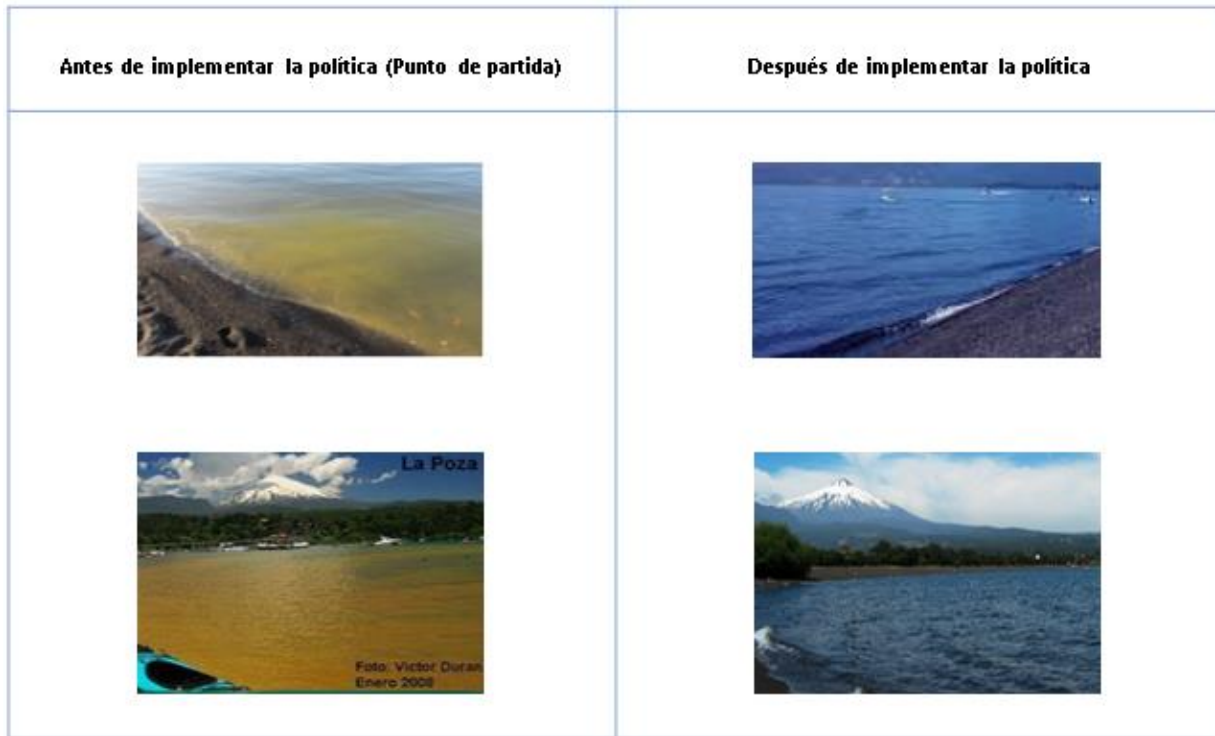 Antes de implementar la política (Punto de partida)
Después de implementar la política
La Poza
Foto: Victor Duran
Enero 2008